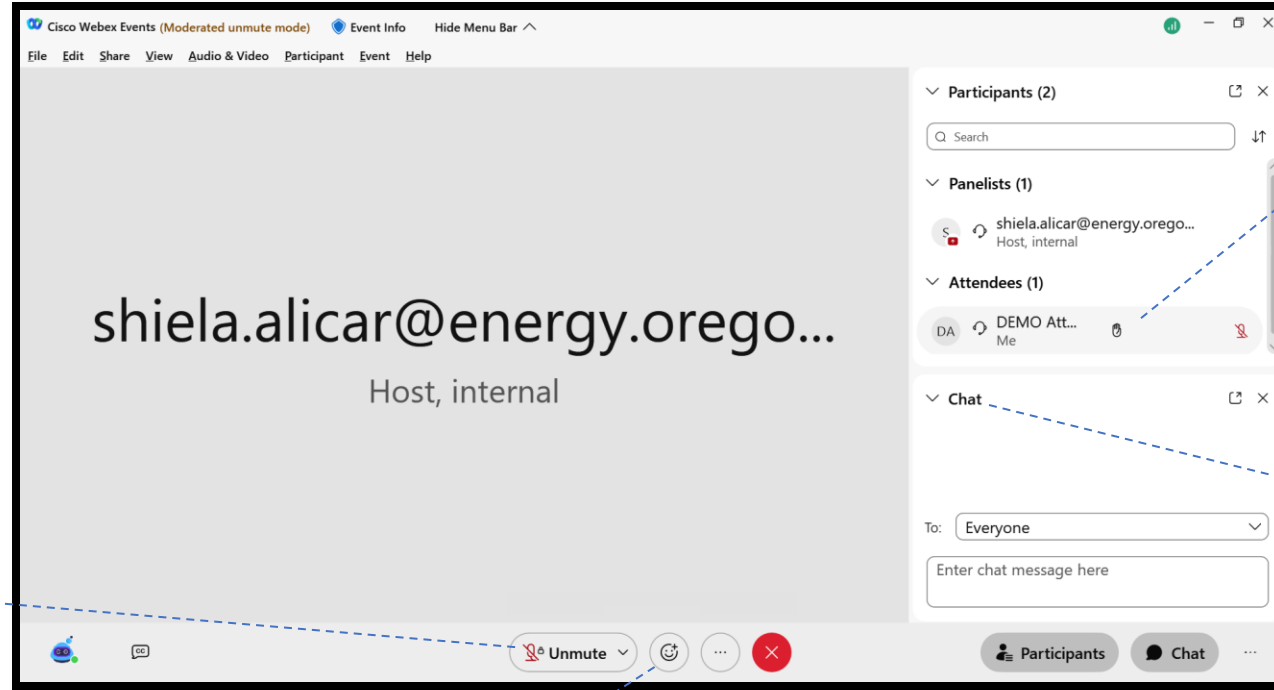 Cisco Webex Events (Moderated unmute mode) Event Info Hide Menu Bar
File Edit Share View Audio & Video Participant Event Help
Participants (2)
Search
Panelists (1)
S
shiela.alicar@energy.orego...
Host, internal
Attendees (1)
DA
DEMO Att...
Me
shiela.alicar@energy.orego...
Host, internal
Chat
To: Everyone
Enter chat message here
CC
Unmute
Participants
Chat